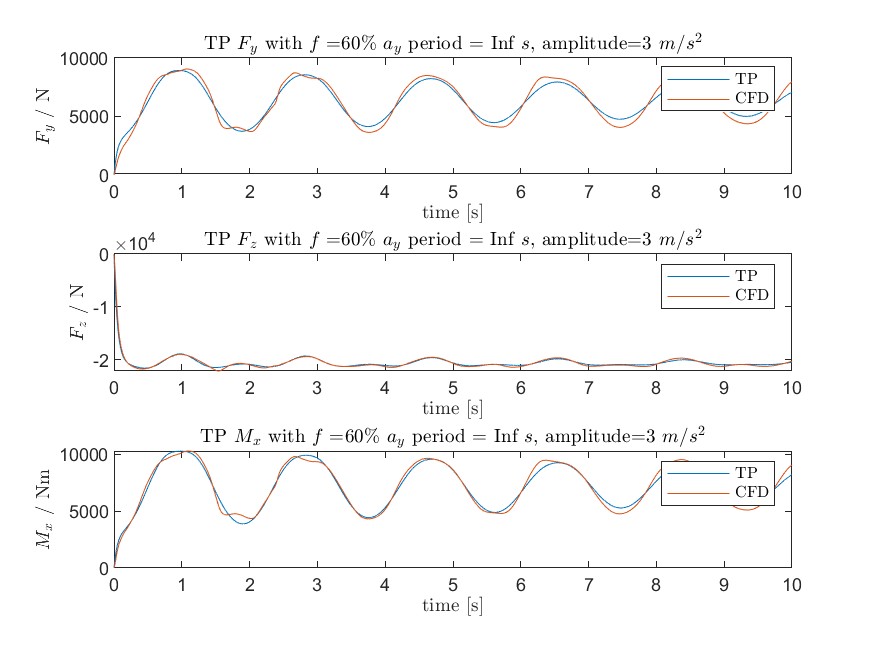 TP F_y with f =60% a_y period = Inf s, amplitude=3 m/s^2
10000
5000
0
F_y / N
TP
CFD
0 1 2 3 4 5 6 7 8 9 10
time [s]
TP F_z with f =60% a_y period = Inf s, amplitude=3 m/s^2
×10^4
0
-1
-2
F_z / N
TP
CFD
0 1 2 3 4 5 6 7 8 9 10
time [s]
TP M_x with f =60% a_y period = Inf s, amplitude=3 m/s^2
10000
5000
0
M_x / Nm
TP
CFD
0 1 2 3 4 5 6 7 8 9 10
time [s]